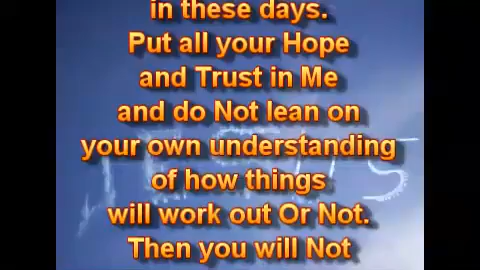 in these days.
Put all your Hope
and Trust in Me
and do Not lean on
your own understanding
of how things
will work out Or Not.
Then you will Not
JESUS